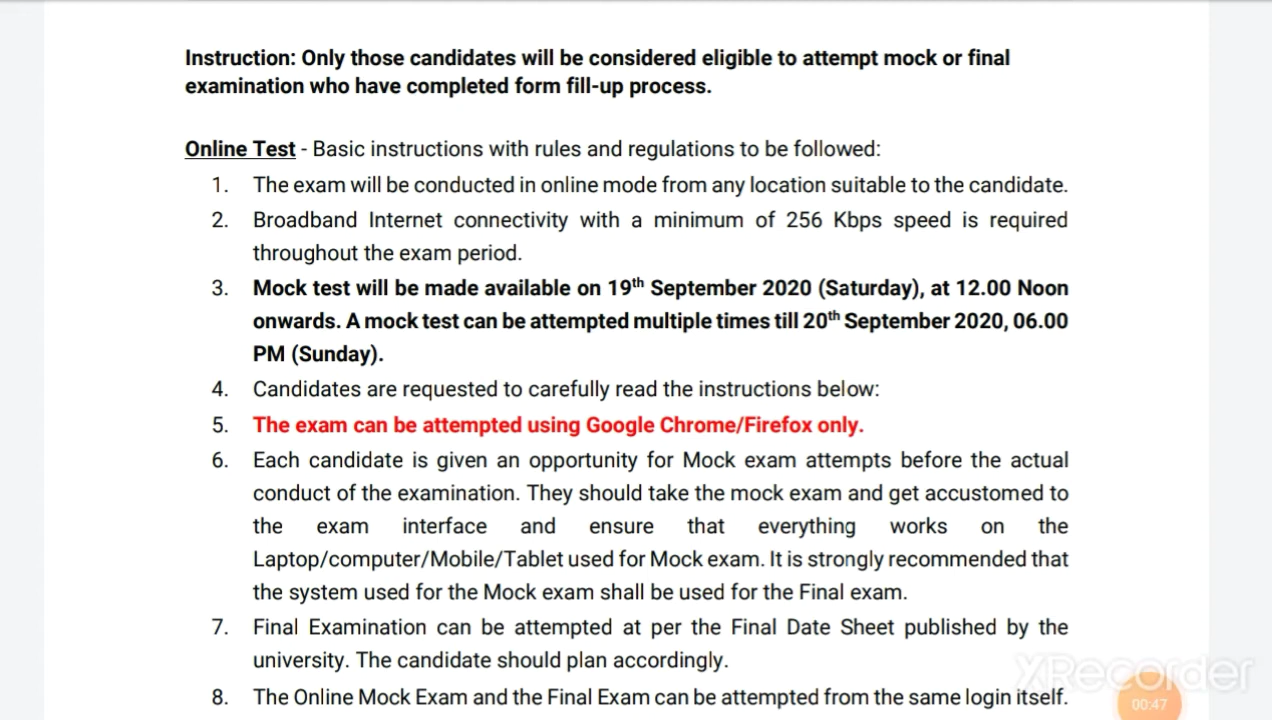 Instruction: Only those candidates will be considered eligible to attempt mock or final
examination who have completed form fill-up process.
Online Test - Basic instructions with rules and regulations to be followed:
1. The exam will be conducted in online mode from any location suitable to the candidate.
2. Broadband Internet connectivity with a minimum of 256 Kbps speed is required
throughout the exam period.
3. Mock test will be made available on 19th September 2020 (Saturday), at 12.00 Noon
onwards. A mock test can be attempted multiple times till 20th September 2020, 06.00
PM (Sunday).
4. Candidates are requested to carefully read the instructions below:
5. The exam can be attempted using Google Chrome/Firefox only.
6. Each candidate is given an opportunity for Mock exam attempts before the actual
conduct of the examination. They should take the mock exam and get accustomed to
the exam interface and ensure that everything works on the
Laptop/computer/Mobile/Tablet used for Mock exam. It is strongly recommended that
the system used for the Mock exam shall be used for the Final exam.
7. Final Examination can be attempted at per the Final Date Sheet published by the
university. The candidate should plan accordingly.
8. The Online Mock Exam and the Final Exam can be attempted from the same login itself.
XRecorder
00:47